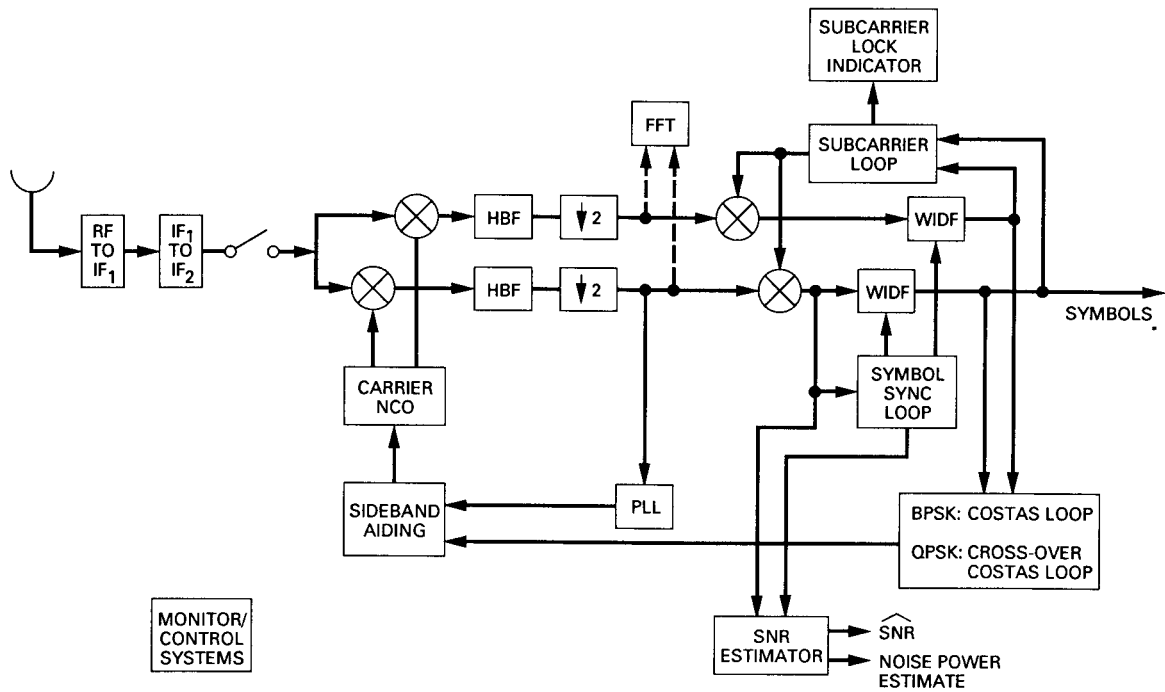 SUBCARRIER
LOCK
INDICATOR
FFT
SUBCARRIER
LOOP
RF
TO
IF1
IF1
TO
IF2
HBF
↓2
WIDF
HBF
↓2
WIDF
SYMBOLS
CARRIER
NCO
SYMBOL
SYNC
LOOP
SIDEBAND
AIDING
PLL
BPSK: COSTAS LOOP
QPSK: CROSS-OVER
COSTAS LOOP
MONITOR/
CONTROL
SYSTEMS
SNR
ESTIMATOR
SNR
NOISE POWER
ESTIMATE